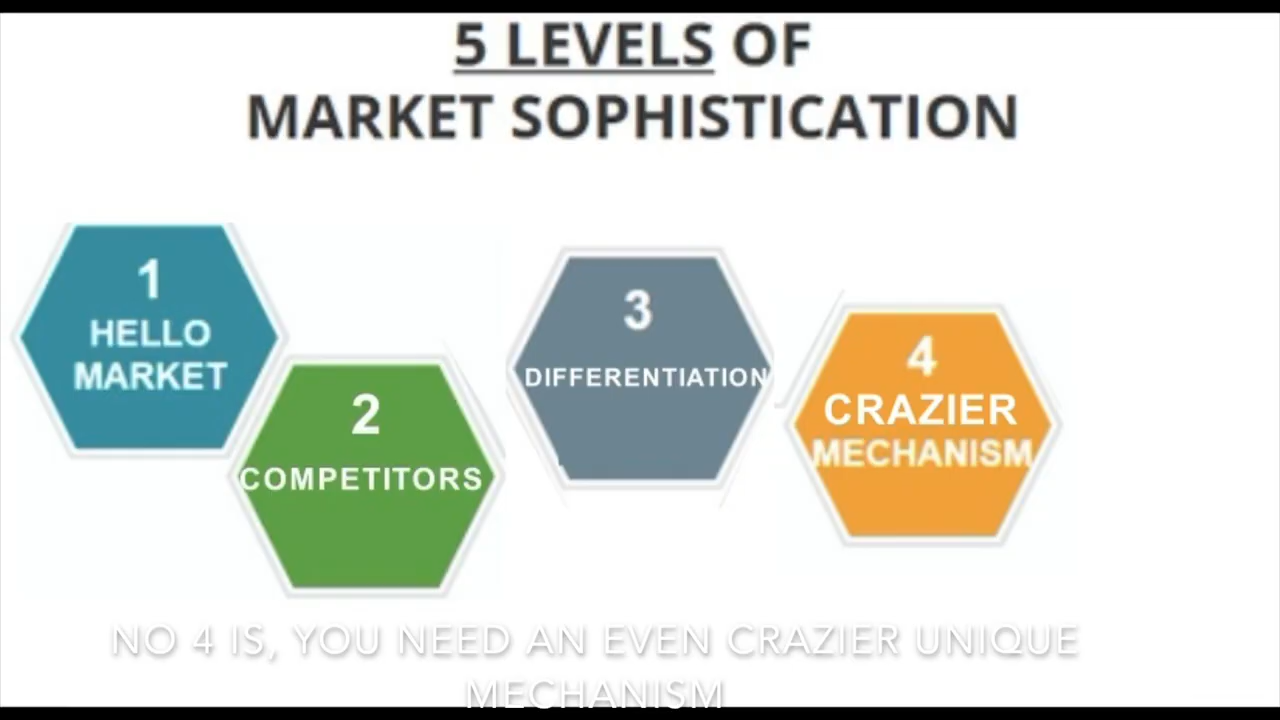 5 LEVELS OF
MARKET SOPHISTICATION
1
HELLO
MARKET
2
COMPETITORS
3
DIFFERENTIATION
4
CRAZIER
MECHANISM
NO 4 IS, YOU NEED AN EVEN CRAZIER UNIQUE
MECHANISM